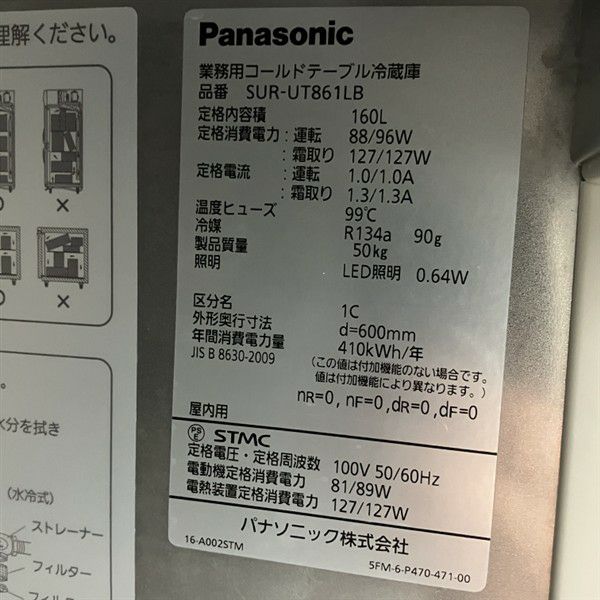 理解ください。
×
×
。
水分を拭き
(水冷式)
ストレーナー
フィルター
Panasonic
業務用コールドテーブル冷蔵庫
品番 SUR-UT861LB
定格内容積 160L
定格消費電力:運転 88/96W
:霜取り 127/127W
定格電流 :運転 1.0/1.0A
:霜取り 1.3/1.3A
温度ヒューズ 99℃
冷媒 R134a 90g
製品質量 50kg
照明 LED照明 0.64W
区分名 1C
外形奥行寸法 d=600mm
年間消費電力量 410kWh/年
JIS B 8630-2009
(この値は付加機能のない場合です。
値は付加機能により異なります。)
nR=0, nF=0,dR=0,dF=0
屋内用
PS E STMC
定格電圧・定格周波数 100V 50/60Hz
電動機定格消費電力 81/89W
電熱装置定格消費電力 127/127W
パナソニック株式会社
16-A002STM
5FM-6-P470-471-00